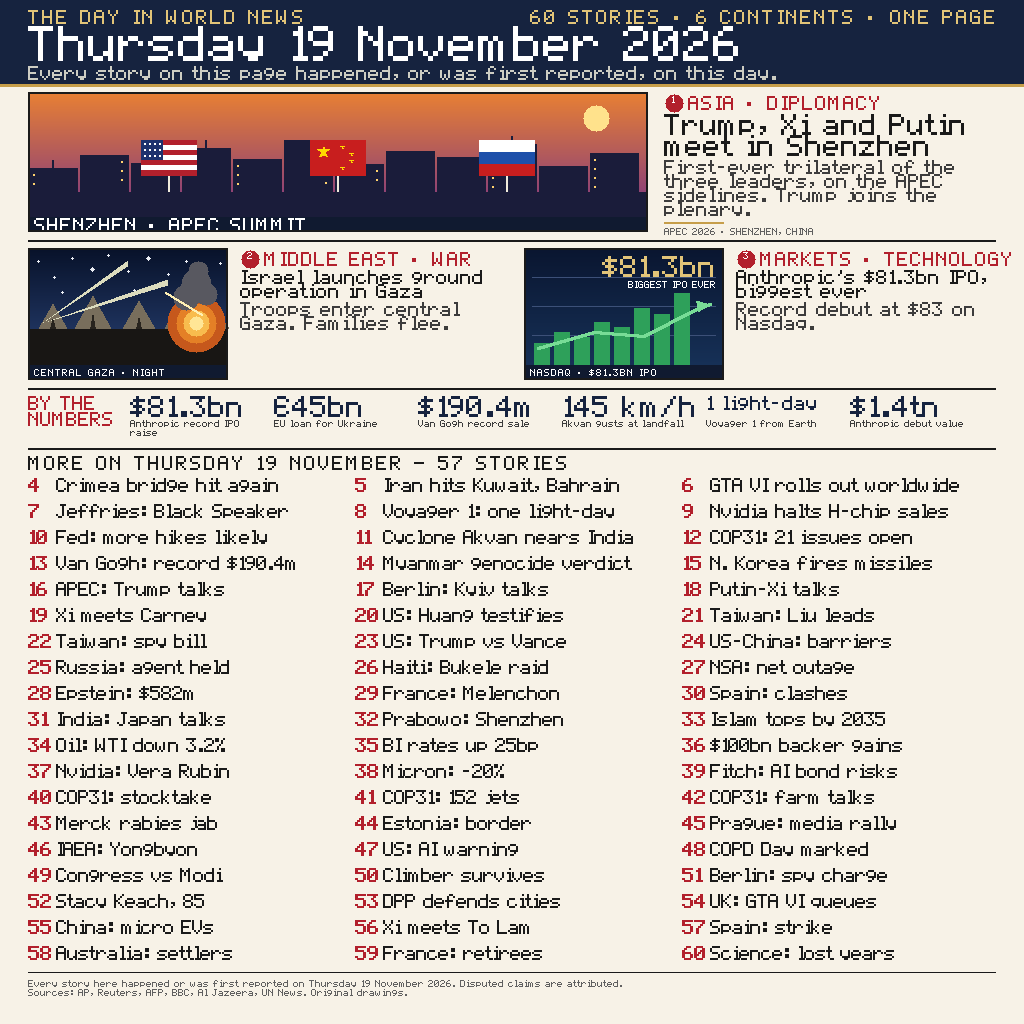 THE DAY IN WORLD NEWS
60 STORIES · 6 CONTINENTS · ONE PAGE
Thursday 19 November 2026
Every story on this page happened, or was first reported, on this day.
SHENZHEN · APEC SUMMIT
1 ASIA · DIPLOMACY
Trump, Xi and Putin
meet in Shenzhen
First-ever trilateral of the
three leaders, on the APEC
sidelines. Trump joins the
plenary.
APEC 2026 · SHENZHEN, CHINA
CENTRAL GAZA · NIGHT
2 MIDDLE EAST · WAR
Israel launches ground
operation in Gaza
Troops enter central
Gaza. Families flee.
$81.3bn
BIGGEST IPO EVER
NASDAQ · $81.3BN IPO
3 MARKETS · TECHNOLOGY
Anthropic's $81.3bn IPO,
biggest ever
Record debut at $83 on
Nasdaq.
BY THE
NUMBERS
$81.3bn
Anthropic record IPO
raise
€45bn
EU loan for Ukraine
$190.4m
Van Gogh record sale
145 km/h
Akvan gusts at landfall
1 light-day
Voyager 1 from Earth
$1.4tn
Anthropic debut value
MORE ON THURSDAY 19 NOVEMBER — 57 STORIES
4 Crimea bridge hit again
5 Iran hits Kuwait, Bahrain
6 GTA VI rolls out worldwide
7 Jeffries: Black Speaker
8 Voyager 1: one light-day
9 Nvidia halts H-chip sales
10 Fed: more hikes likely
11 Cyclone Akvan nears India
12 COP31: 21 issues open
13 Van Gogh: record $190.4m
14 Myanmar genocide verdict
15 N. Korea fires missiles
16 APEC: Trump talks
17 Berlin: Kyiv talks
18 Putin-Xi talks
19 Xi meets Carney
20 US: Huang testifies
21 Taiwan: Liu leads
22 Taiwan: spy bill
23 US: Trump vs Vance
24 US-China: barriers
25 Russia: agent held
26 Haiti: Bukele raid
27 NSA: net outage
28 Epstein: $582m
29 France: Melenchon
30 Spain: clashes
31 India: Japan talks
32 Prabowo: Shenzhen
33 Islam tops by 2035
34 Oil: WTI down 3.2%
35 BI rates up 25bp
36 $100bn backer gains
37 Nvidia: Vera Rubin
38 Micron: -20%
39 Fitch: AI bond risks
40 COP31: stocktake
41 COP31: 152 jets
42 COP31: farm talks
43 Merck rabies jab
44 Estonia: border
45 Prague: media rally
46 IAEA: Yongbyon
47 US: AI warning
48 COPD Day marked
49 Congress vs Modi
50 Climber survives
51 Berlin: spy charge
52 Stacy Keach, 85
53 DPP defends cities
54 UK: GTA VI queues
55 China: micro EVs
56 Xi meets To Lam
57 Spain: strike
58 Australia: settlers
59 France: retirees
60 Science: lost years
Every story here happened or was first reported on Thursday 19 November 2026. Disputed claims are attributed.
Sources: AP, Reuters, AFP, BBC, Al Jazeera, UN News. Original drawings.